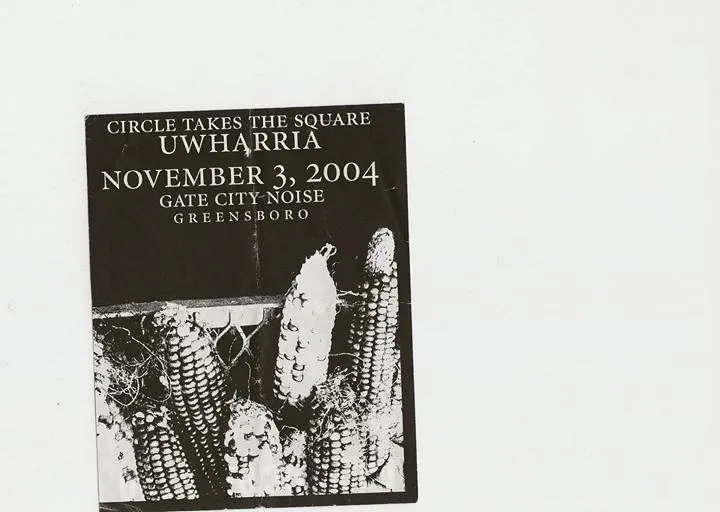 CIRCLE TAKES THE SQUARE
UWHARRIA
NOVEMBER 3, 2004
GATE CITY NOISE
GREENSBORO